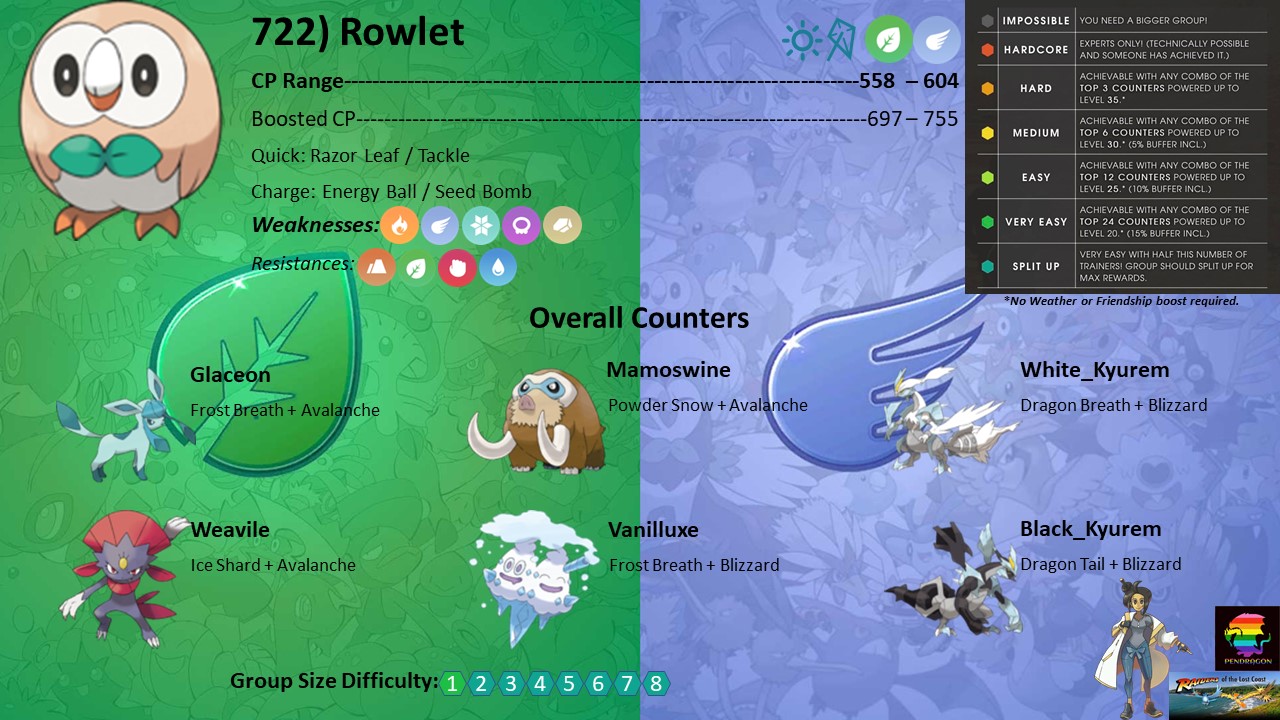 722) Rowlet
CP Range---558 – 604
Boosted CP---697 – 755
Quick: Razor Leaf / Tackle
Charge: Energy Ball / Seed Bomb
Weaknesses:
Resistances:
IMPOSSIBLE YOU NEED A BIGGER GROUP!
HARDCORE EXPERTS ONLY! (TECHNICALLY POSSIBLE
AND SOMEONE HAS ACHIEVED IT.)
HARD ACHIEVABLE WITH ANY COMBO OF THE
TOP 3 COUNTERS POWERED UP TO
LEVEL 35.*
MEDIUM ACHIEVABLE WITH ANY COMBO OF THE
TOP 6 COUNTERS POWERED UP TO
LEVEL 30.* (5% BUFFER INCL.)
EASY ACHIEVABLE WITH ANY COMBO OF THE
TOP 12 COUNTERS POWERED UP TO
LEVEL 25.* (10% BUFFER INCL.)
VERY EASY ACHIEVABLE WITH ANY COMBO OF THE
TOP 24 COUNTERS POWERED UP TO
LEVEL 20.* (15% BUFFER INCL.)
SPLIT UP VERY EASY WITH HALF THIS NUMBER OF
TRAINERS! GROUP SHOULD SPLIT UP FOR
MAX REWARDS.
*No Weather or Friendship boost required.
Overall Counters
Glaceon
Frost Breath + Avalanche
Mamoswine
Powder Snow + Avalanche
White_Kyurem
Dragon Breath + Blizzard
Weavile
Ice Shard + Avalanche
Vanilluxe
Frost Breath + Blizzard
Black_Kyurem
Dragon Tail + Blizzard
Group Size Difficulty: 1 2 3 4 5 6 7 8
PENDRAGON
RAIDERS of the Lost Coast